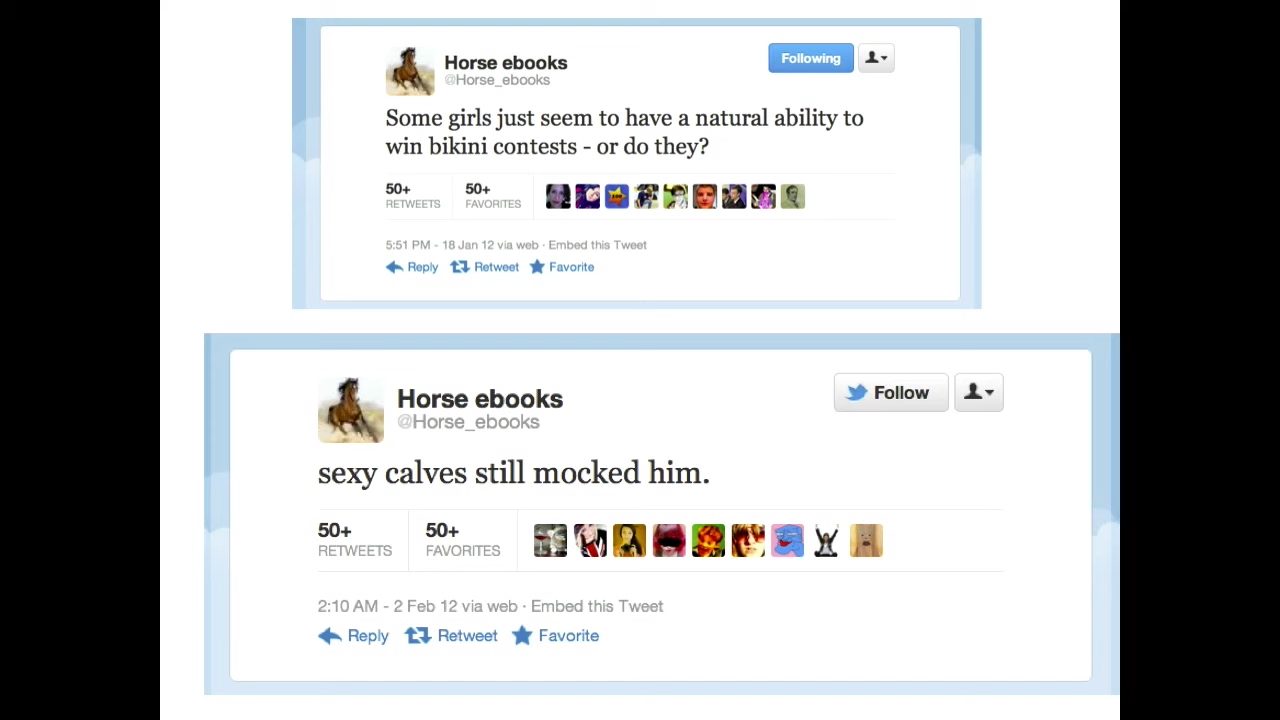 Horse ebooks
@Horse_ebooks
Following
Some girls just seem to have a natural ability to
win bikini contests - or do they?
50+
RETWEETS
50+
FAVORITES
5:51 PM - 18 Jan 12 via web · Embed this Tweet
Reply Retweet Favorite
Horse ebooks
@Horse_ebooks
Follow
sexy calves still mocked him.
50+
RETWEETS
50+
FAVORITES
2:10 AM - 2 Feb 12 via web · Embed this Tweet
Reply Retweet Favorite